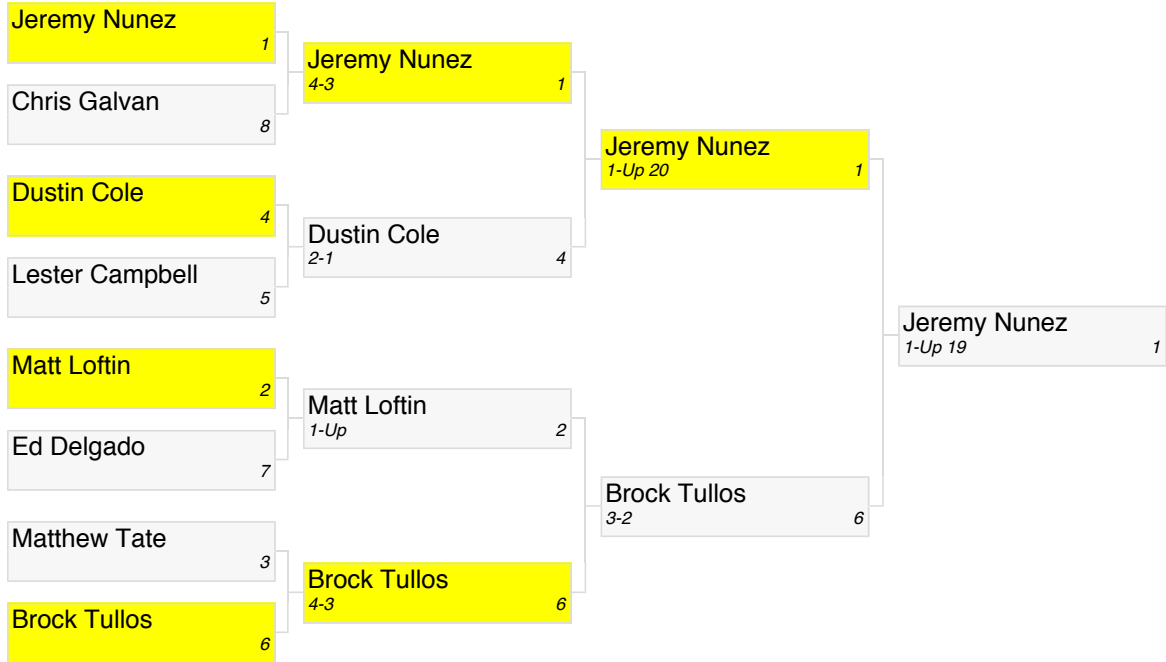 Jeremy Nunez
1
Chris Galvan
8
Dustin Cole
4
Lester Campbell
5
Matt Loftin
2
Ed Delgado
7
Matthew Tate
3
Brock Tullos
6
Jeremy Nunez
4-3 1
Dustin Cole
2-1 4
Matt Loftin
1-Up 2
Brock Tullos
4-3 6
Jeremy Nunez
1-Up 20 1
Brock Tullos
3-2 6
Jeremy Nunez
1-Up 19 1